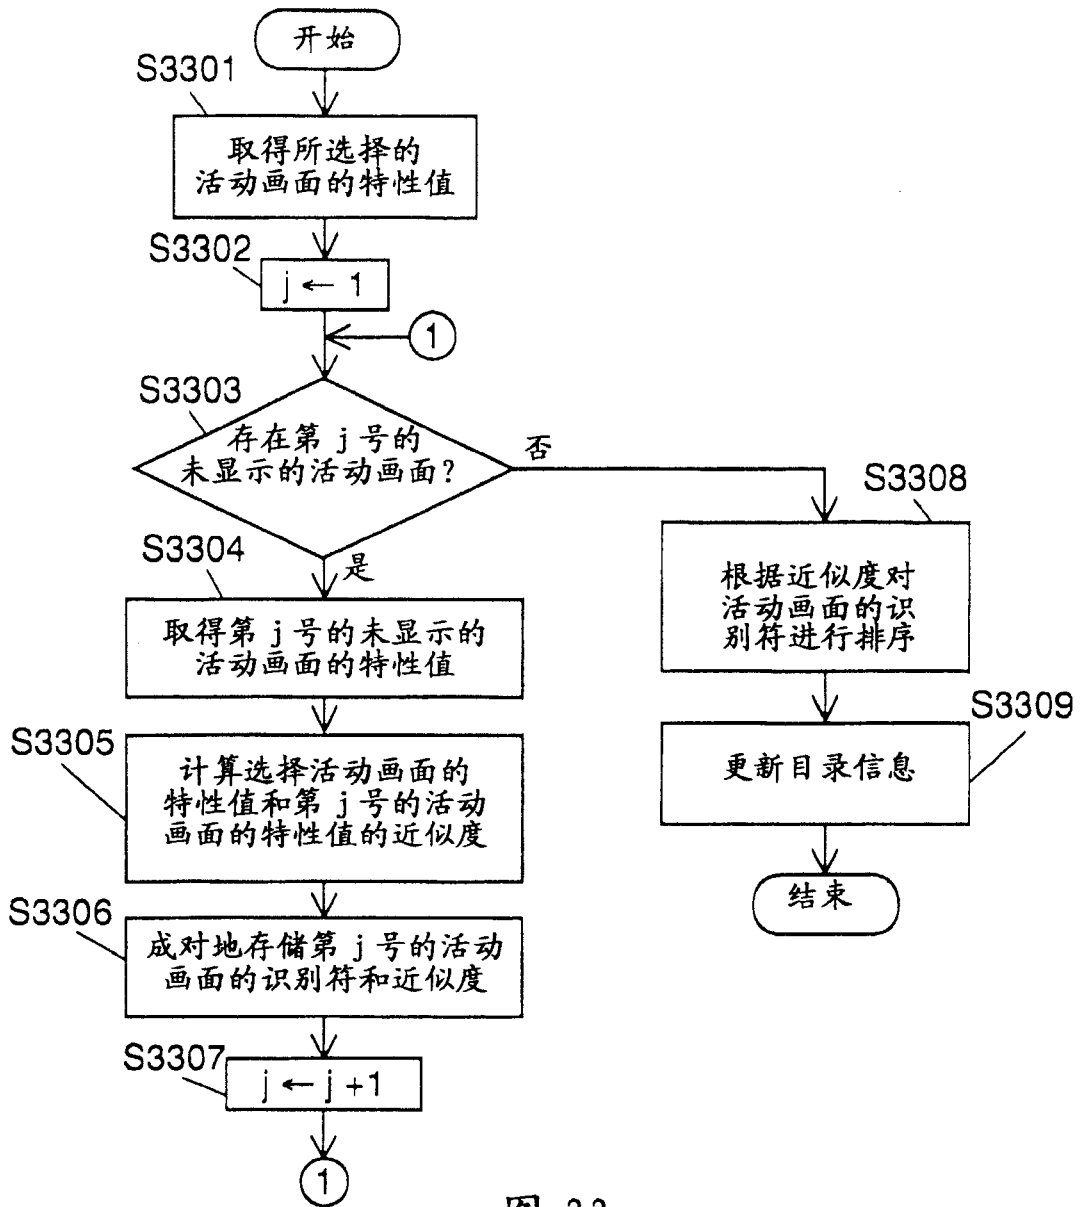 开始
S3301
取得所选择的
活动画面的特性值
S3302
j ← 1
1
S3303
存在第 j 号的
未显示的活动画面？
否
是
S3304
取得第 j 号的未显示的
活动画面的特性值
S3305
计算选择活动画面的
特性值和第 j 号的活动
画面的特性值的近似度
S3306
成对地存储第 j 号的活动
画面的识别符和近似度
S3307
j ← j +1
1
S3308
根据近似度对
活动画面的识
别符进行排序
S3309
更新目录信息
结束